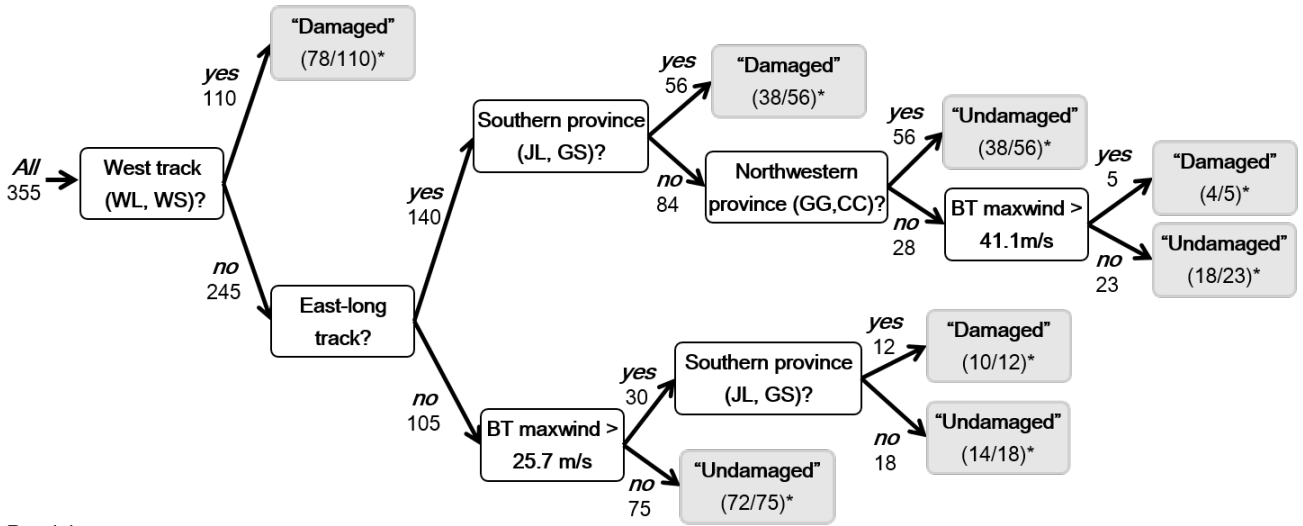 All
355
West track
(WL, WS)?
yes
110
“Damaged”
(78/110)*
no
245
East-long
track?
yes
140
Southern province
(JL, GS)?
yes
56
“Damaged”
(38/56)*
no
84
Northwestern
province (GG,CC)?
yes
56
“Undamaged”
(38/56)*
no
28
BT maxwind >
41.1m/s
yes
5
“Damaged”
(4/5)*
no
23
“Undamaged”
(18/23)*
no
105
BT maxwind >
25.7 m/s
yes
30
Southern province
(JL, GS)?
yes
12
“Damaged”
(10/12)*
no
18
“Undamaged”
(14/18)*
no
75
“Undamaged”
(72/75)*